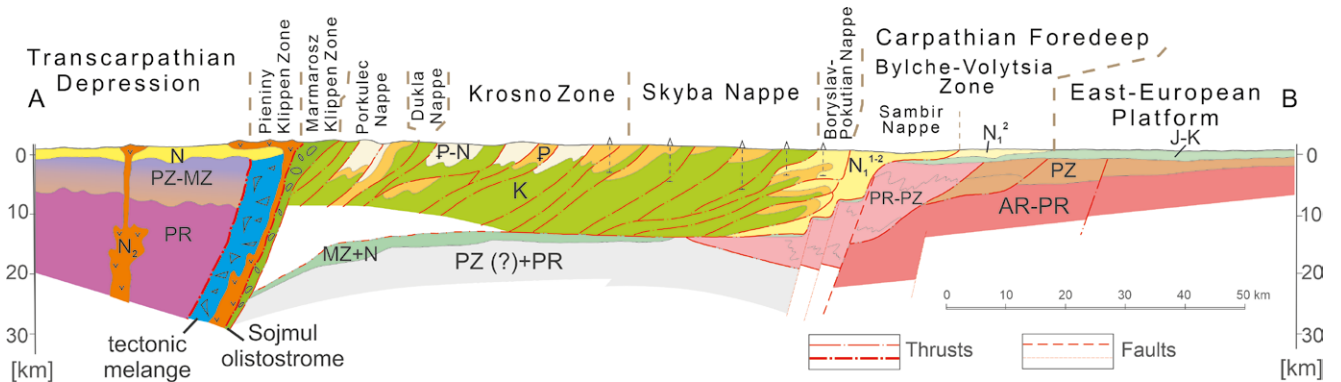 Transcarpathian
Depression
A
Pieniny
Klippen Zone
Marmarosz
Klippen Zone
Porkulec
Nappe
Dukla
Nappe
Krosno Zone
Skyba Nappe
Boryslav-
Pokutian Nappe
Carpathian Foredeep
Bylche-Volytsia
Zone
Sambir
Nappe
N₁²
East-European
Platform
B
J-K
0
10
20
30
[km]
N
PZ-MZ
PR
N₂
P-N
P
K
MZ+N
PZ (?)+PR
N₁¹⁻²
PR-PZ
PZ
AR-PR
0
10
20
30
[km]
tectonic
melange
Sojmul
olistostrome
0 10 20 30 40 50 km
Thrusts
Faults